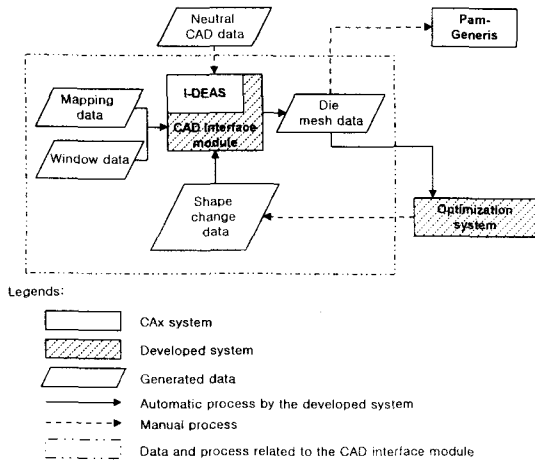 Neutral
CAD data
Pam-
Generis
I-DEAS
CAD Interface
module
Mapping
data
Window data
Die
mesh data
Shape
change
data
Optimization
system
Legends:
CAx system
Developed system
Generated data
Automatic process by the developed system
Manual process
Data and process related to the CAD interface module